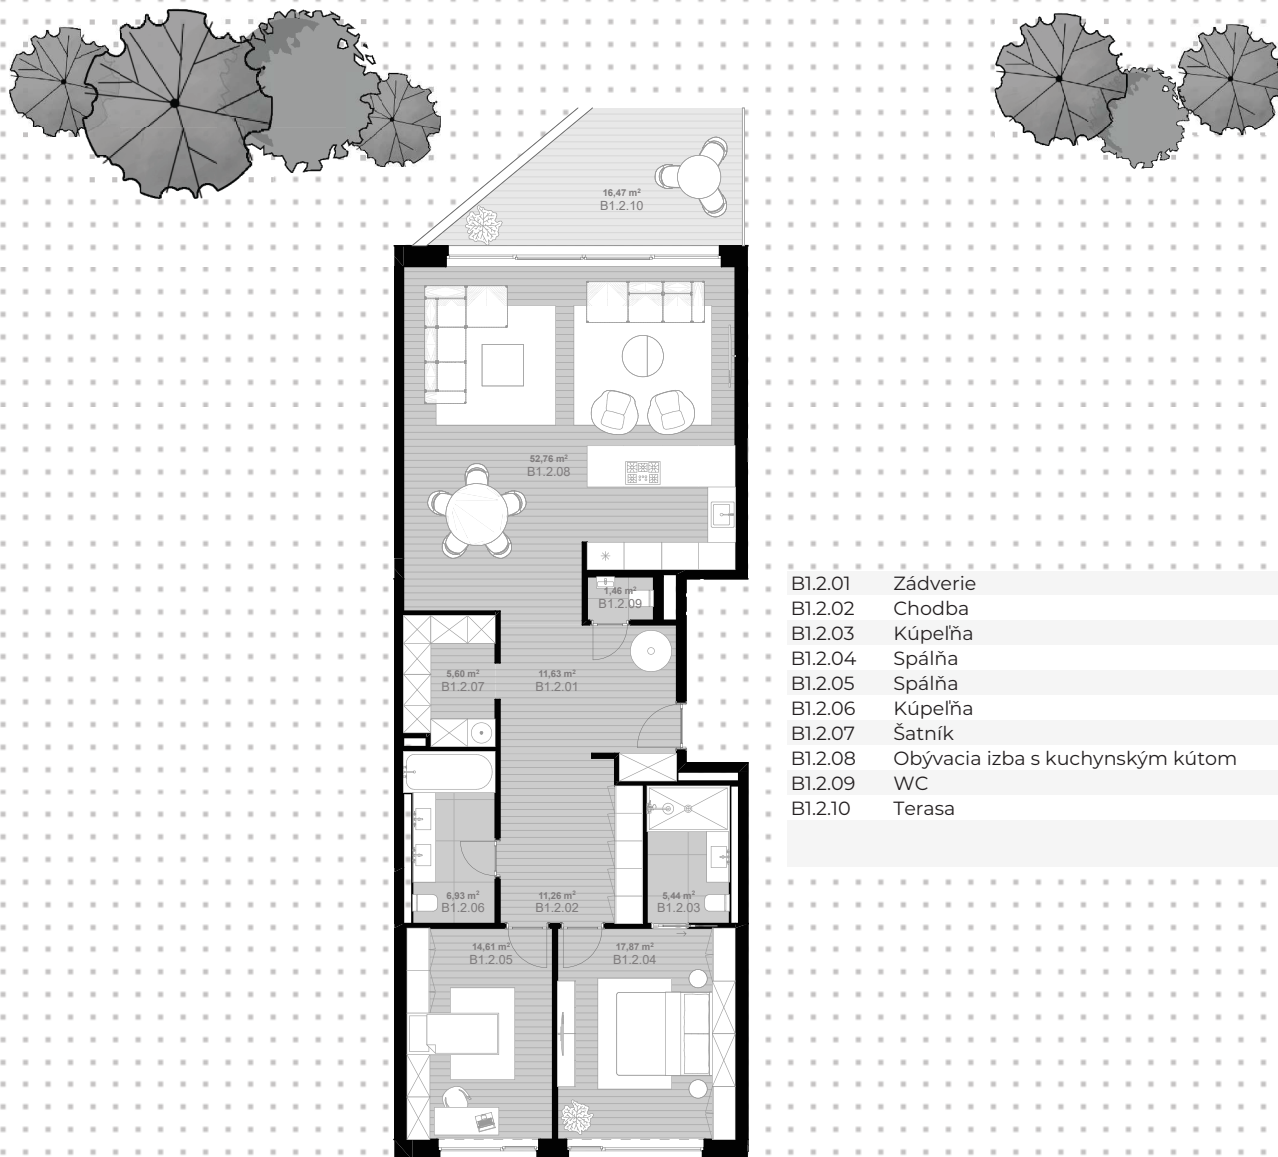 16,47 m²
B1.2.10
52,76 m²
B1.2.08
1,46 m²
B1.2.09
5,60 m²
B1.2.07
11,63 m²
B1.2.01
6,93 m²
B1.2.06
11,26 m²
B1.2.02
5,44 m²
B1.2.03
14,61 m²
B1.2.05
17,87 m²
B1.2.04
B1.2.01 Zádverie
B1.2.02 Chodba
B1.2.03 Kúpeľňa
B1.2.04 Spálňa
B1.2.05 Spálňa
B1.2.06 Kúpeľňa
B1.2.07 Šatník
B1.2.08 Obývacia izba s kuchynským kútom
B1.2.09 WC
B1.2.10 Terasa